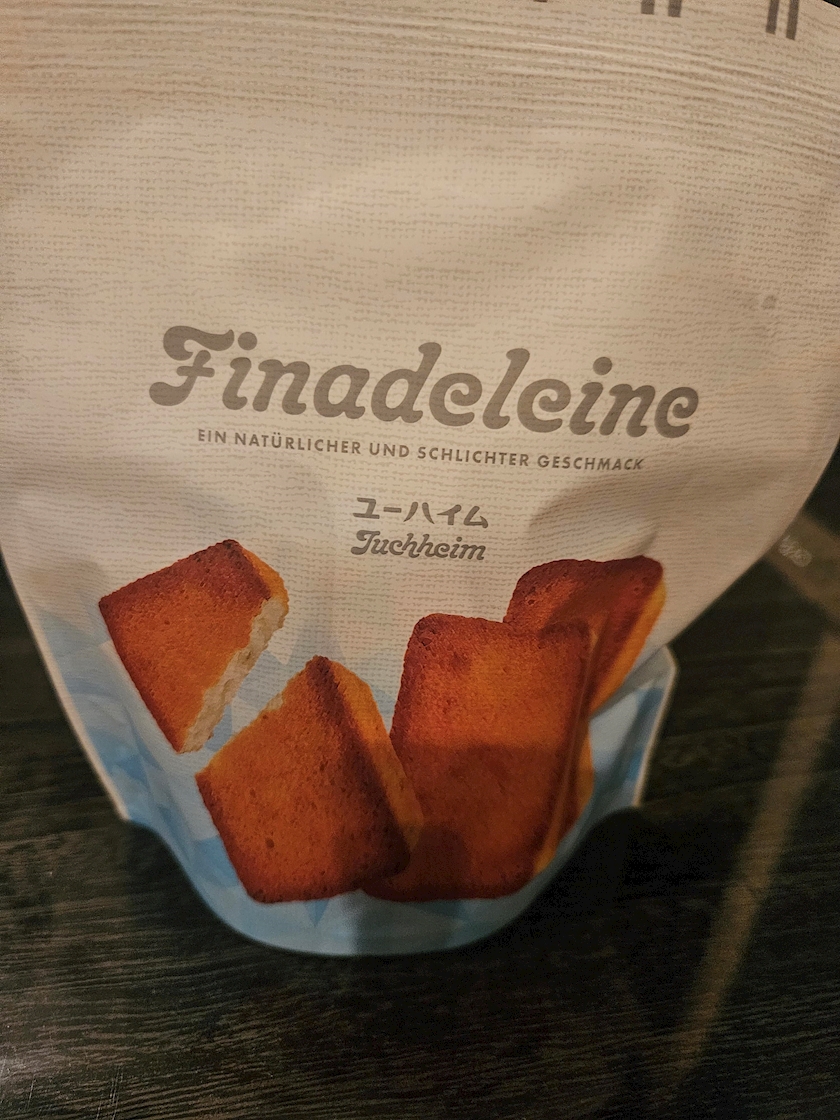 Finadeleine
EIN NATÜRLICHER UND SCHLICHTER GESCHMACK
ユーハイム
Juchheim